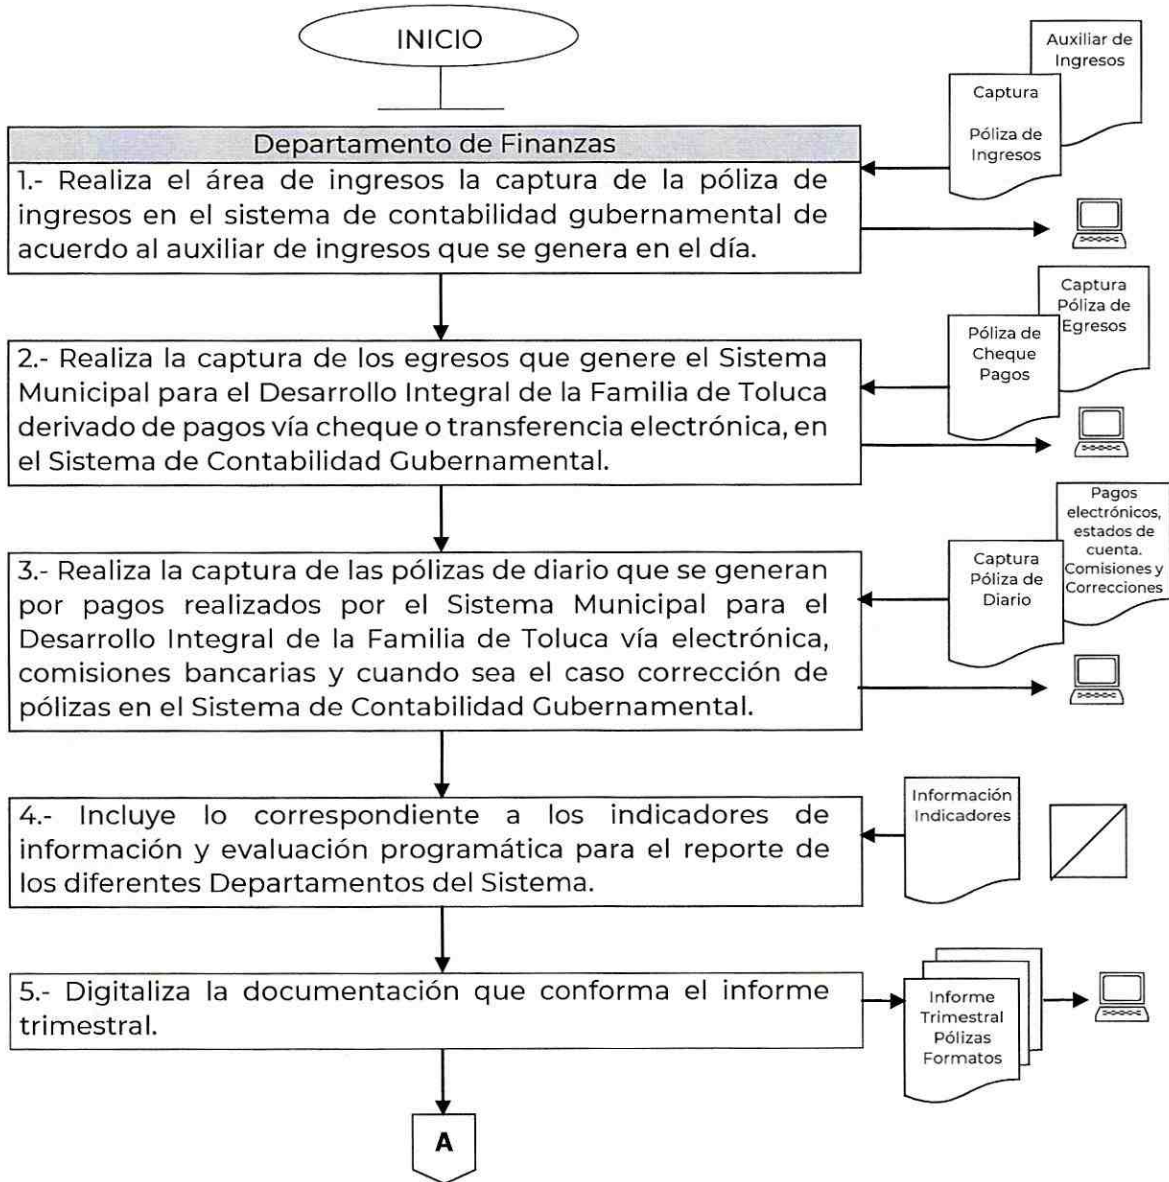 INICIO
Auxiliar de
Ingresos
Captura
Póliza de
Ingresos
Departamento de Finanzas
1.- Realiza el área de ingresos la captura de la póliza de
ingresos en el sistema de contabilidad gubernamental de
acuerdo al auxiliar de ingresos que se genera en el día.
Captura
Póliza de
Egresos
Póliza de
Cheque
Pagos
2.- Realiza la captura de los egresos que genere el Sistema
Municipal para el Desarrollo Integral de la Familia de Toluca
derivado de pagos vía cheque o transferencia electrónica, en
el Sistema de Contabilidad Gubernamental.
Pagos
electrónicos,
estados de
cuenta.
Comisiones y
Correcciones
Captura
Póliza de
Diario
3.- Realiza la captura de las pólizas de diario que se generan
por pagos realizados por el Sistema Municipal para el
Desarrollo Integral de la Familia de Toluca vía electrónica,
comisiones bancarias y cuando sea el caso corrección de
pólizas en el Sistema de Contabilidad Gubernamental.
Información
Indicadores
4.- Incluye lo correspondiente a los indicadores de
información y evaluación programática para el reporte de
los diferentes Departamentos del Sistema.
5.- Digitaliza la documentación que conforma el informe
trimestral.
Informe
Trimestral
Pólizas
Formatos
A